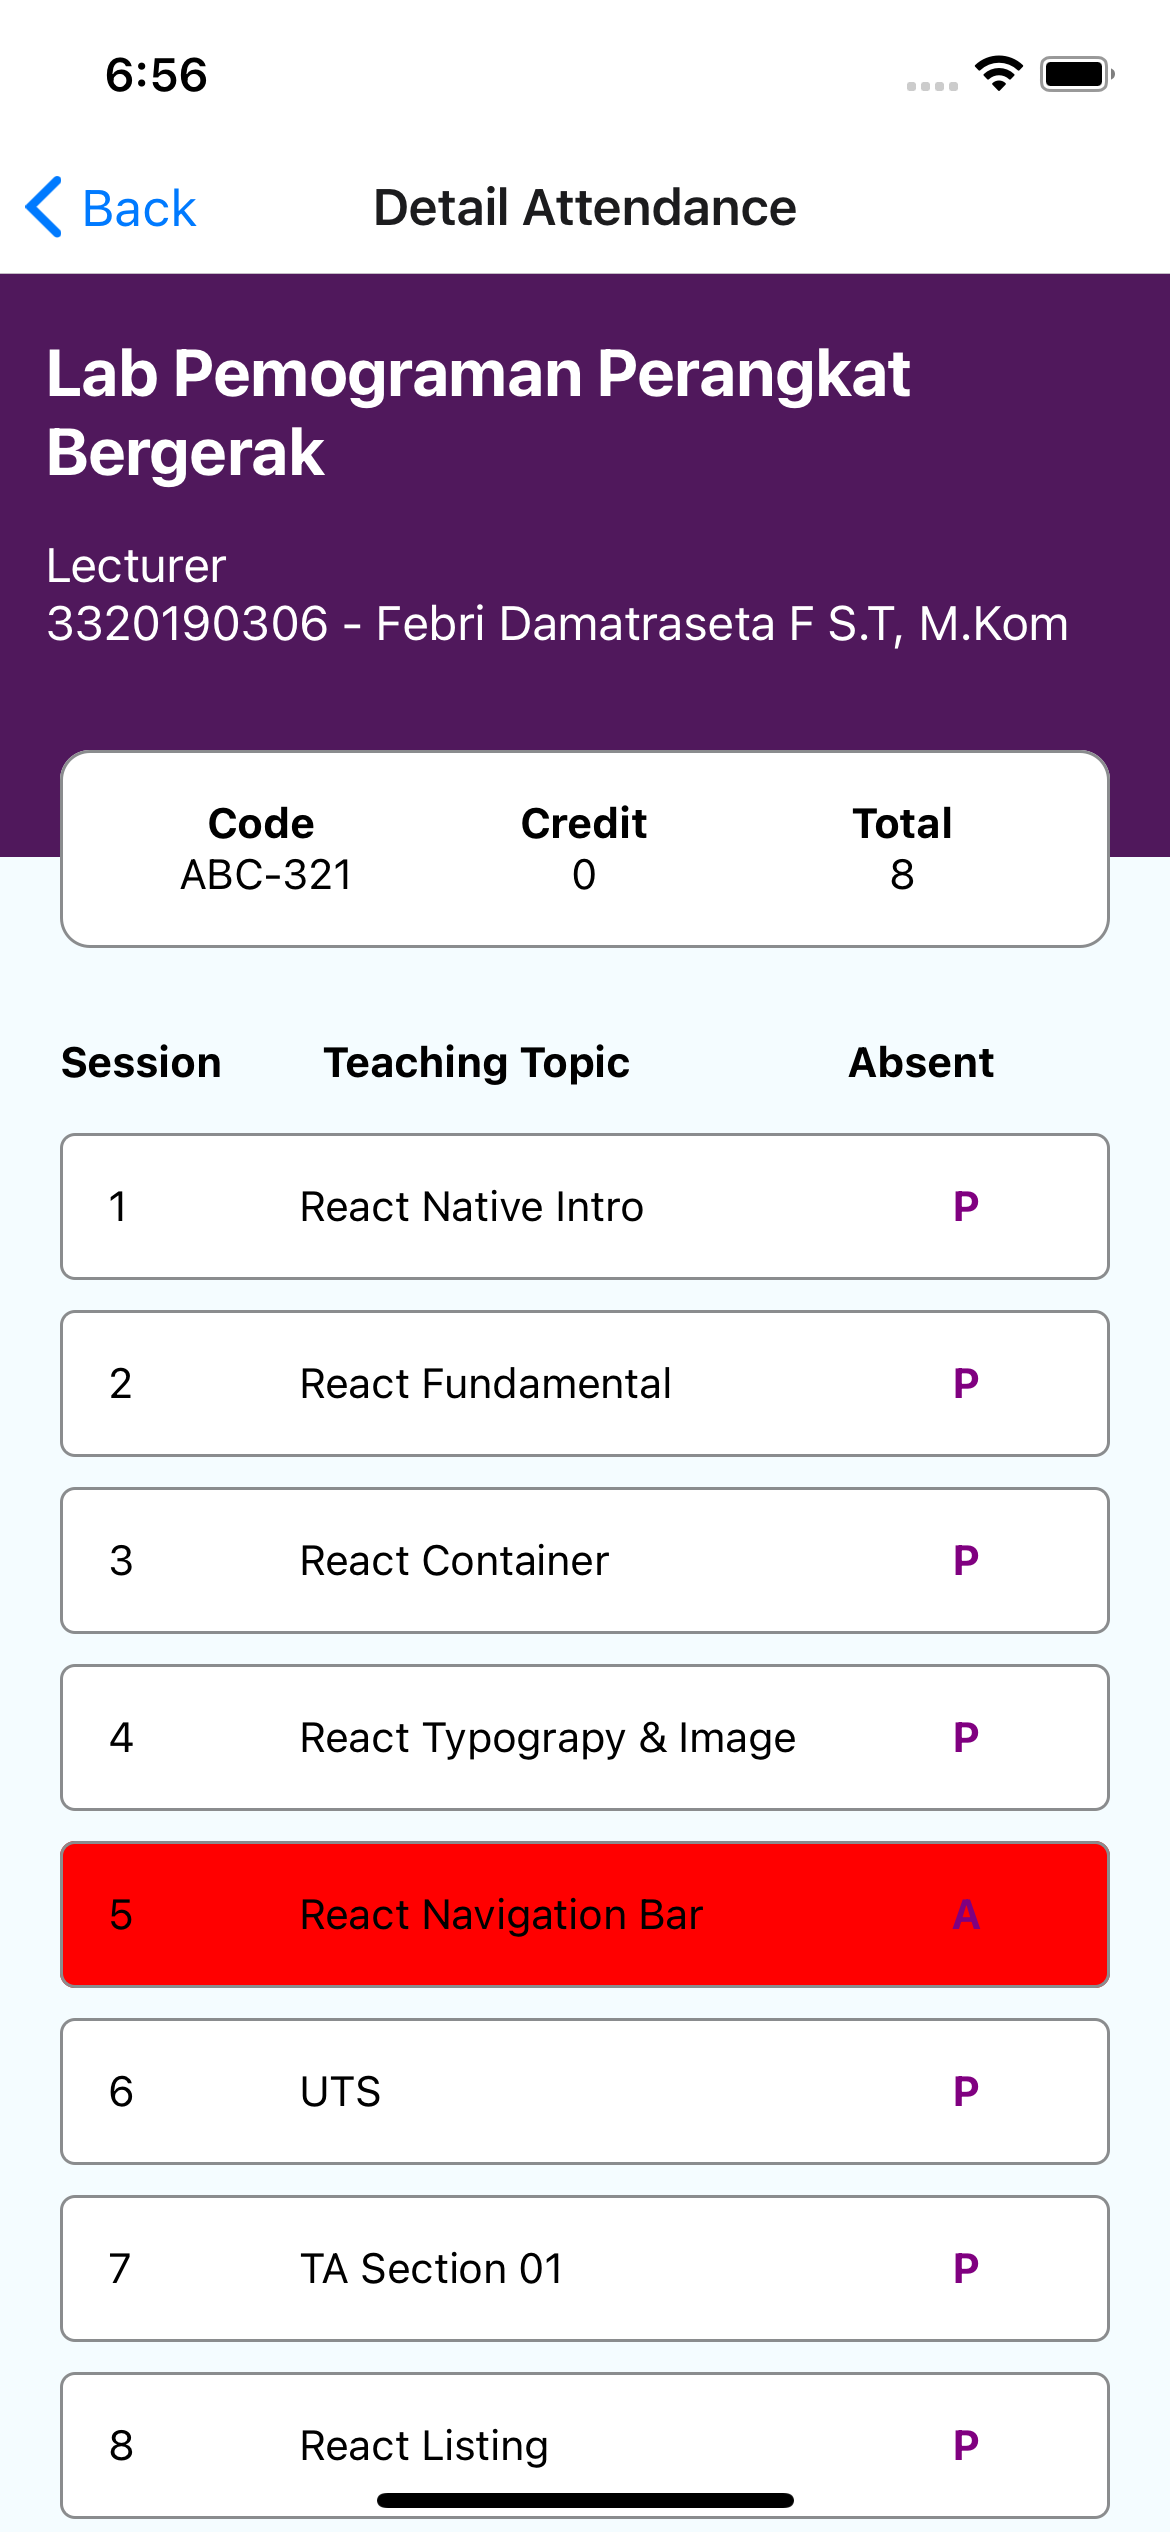 6:56
Back
Detail Attendance
Lab Pemograman Perangkat
Bergerak
Lecturer
3320190306 - Febri Damatraseta F S.T, M.Kom
Code Credit Total
ABC-321 0 8
Session Teaching Topic Absent
1 React Native Intro P
2 React Fundamental P
3 React Container P
4 React Typograpy & Image P
5 React Navigation Bar A
6 UTS P
7 TA Section 01 P
8 React Listing P